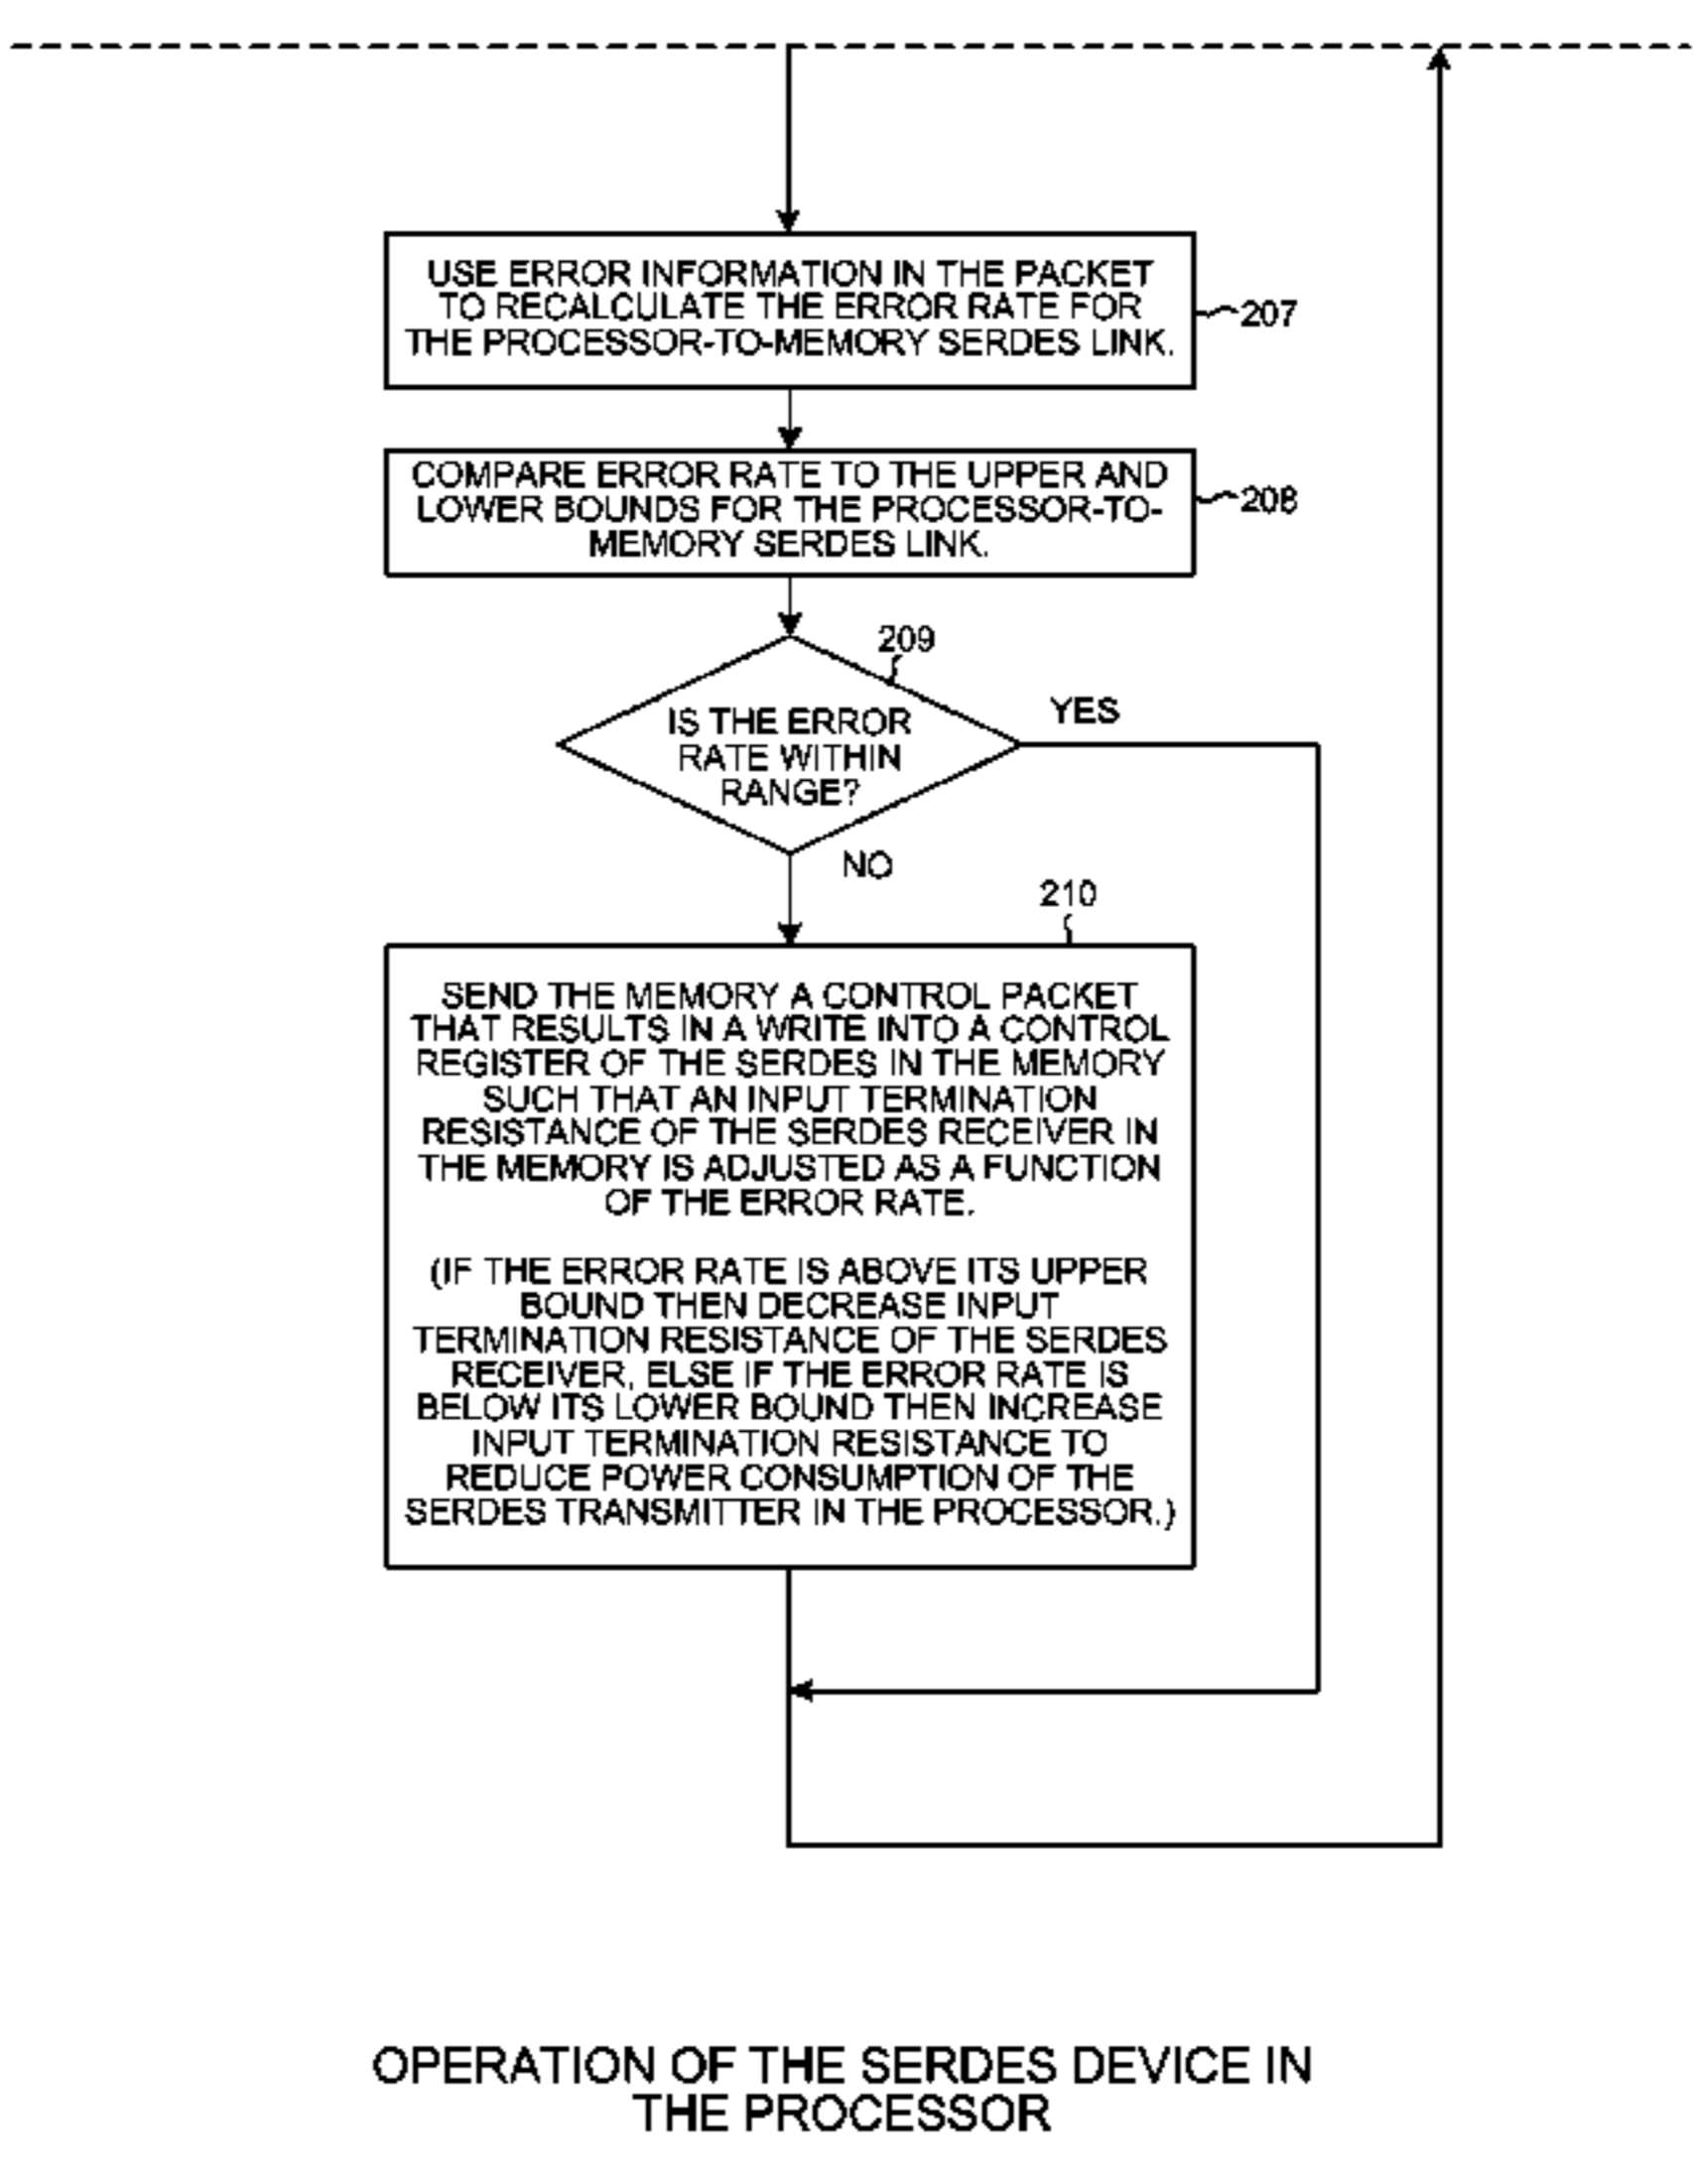 USE ERROR INFORMATION IN THE PACKET
TO RECALCULATE THE ERROR RATE FOR
THE PROCESSOR-TO-MEMORY SERDES LINK.
207
COMPARE ERROR RATE TO THE UPPER AND
LOWER BOUNDS FOR THE PROCESSOR-TO-
MEMORY SERDES LINK.
208
209
IS THE ERROR
RATE WITHIN
RANGE?
YES
NO
210
SEND THE MEMORY A CONTROL PACKET
THAT RESULTS IN A WRITE INTO A CONTROL
REGISTER OF THE SERDES IN THE MEMORY
SUCH THAT AN INPUT TERMINATION
RESISTANCE OF THE SERDES RECEIVER IN
THE MEMORY IS ADJUSTED AS A FUNCTION
OF THE ERROR RATE.
(IF THE ERROR RATE IS ABOVE ITS UPPER
BOUND THEN DECREASE INPUT
TERMINATION RESISTANCE OF THE SERDES
RECEIVER, ELSE IF THE ERROR RATE IS
BELOW ITS LOWER BOUND THEN INCREASE
INPUT TERMINATION RESISTANCE TO
REDUCE POWER CONSUMPTION OF THE
SERDES TRANSMITTER IN THE PROCESSOR.)
OPERATION OF THE SERDES DEVICE IN
THE PROCESSOR